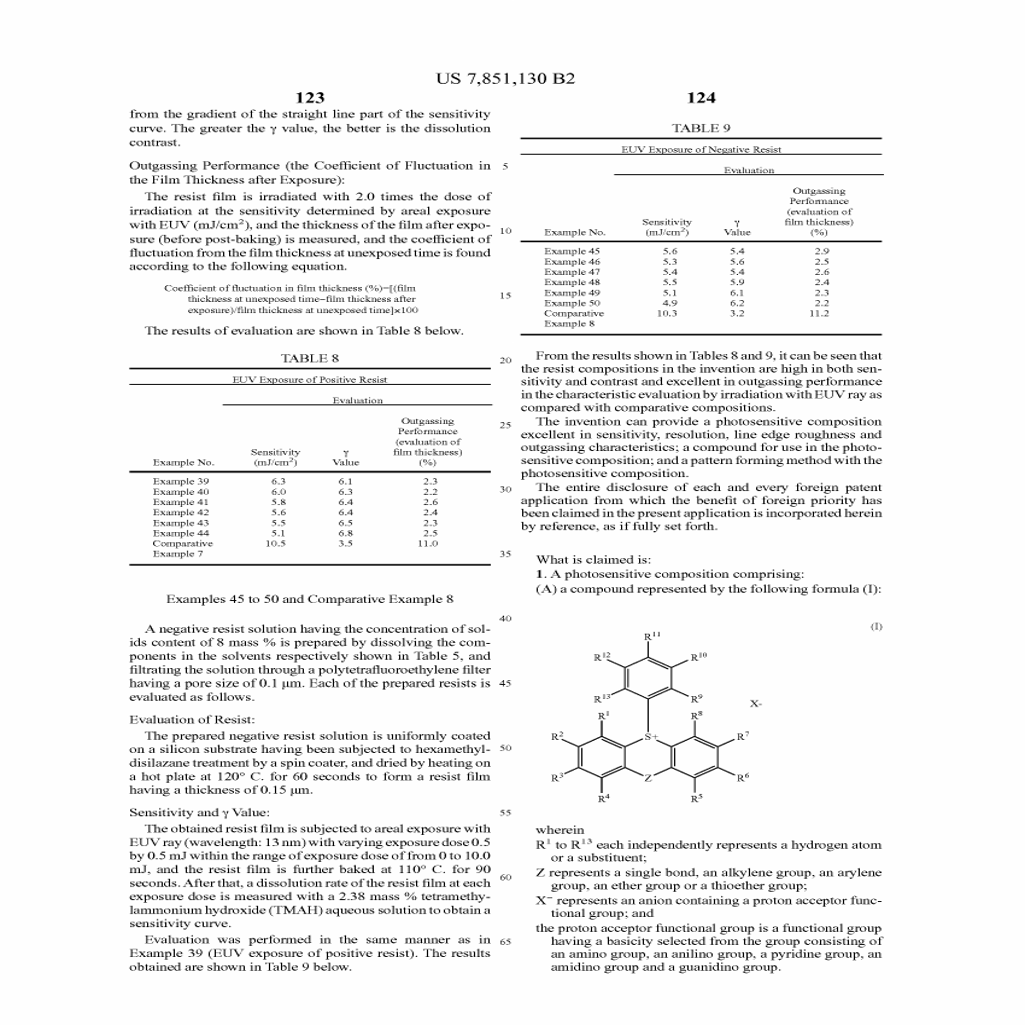 US 7,851,130 B2
123
from the gradient of the straight line part of the sensitivity
curve. The greater the γ value, the better is the dissolution
contrast.
Outgassing Performance (the Coefficient of Fluctuation in
the Film Thickness after Exposure):
The resist film is irradiated with 2.0 times the dose of
irradiation at the sensitivity determined by areal exposure
with EUV (mJ/cm²), and the thickness of the film after expo-
sure (before post-baking) is measured, and the coefficient of
fluctuation from the film thickness at unexposed time is found
according to the following equation.
Coefficient of fluctuation in film thickness (%)=[(film
thickness at unexposed time−film thickness after
exposure)/film thickness at unexposed time]×100
The results of evaluation are shown in Table 8 below.
TABLE 8
EUV Exposure of Positive Resist
Evaluation
Outgassing
Performance
(evaluation of
Sensitivity γ film thickness)
Example No. (mJ/cm²) Value (%)
Example 39 6.3 6.1 2.3
Example 40 6.0 6.3 2.2
Example 41 5.8 6.4 2.6
Example 42 5.6 6.4 2.4
Example 43 5.5 6.5 2.3
Example 44 5.1 6.8 2.5
Comparative 10.5 3.5 11.0
Example 7
Examples 45 to 50 and Comparative Example 8
A negative resist solution having the concentration of sol-
ids content of 8 mass % is prepared by dissolving the com-
ponents in the solvents respectively shown in Table 5, and
filtrating the solution through a polytetrafluoroethylene filter
having a pore size of 0.1 μm. Each of the prepared resists is
evaluated as follows.
Evaluation of Resist:
The prepared negative resist solution is uniformly coated
on a silicon substrate having been subjected to hexamethyl-
disilazane treatment by a spin coater, and dried by heating on
a hot plate at 120° C. for 60 seconds to form a resist film
having a thickness of 0.15 μm.
Sensitivity and γ Value:
The obtained resist film is subjected to areal exposure with
EUV ray (wavelength: 13 nm) with varying exposure dose 0.5
by 0.5 mJ within the range of exposure dose of from 0 to 10.0
mJ, and the resist film is further baked at 110° C. for 90
seconds. After that, a dissolution rate of the resist film at each
exposure dose is measured with a 2.38 mass % tetramethy-
lammonium hydroxide (TMAH) aqueous solution to obtain a
sensitivity curve.
Evaluation was performed in the same manner as in
Example 39 (EUV exposure of positive resist). The results
obtained are shown in Table 9 below.
5
10
15
20
25
30
35
40
45
50
55
60
65
124
TABLE 9
EUV Exposure of Negative Resist
Evaluation
Outgassing
Performance
(evaluation of
Sensitivity γ film thickness)
Example No. (mJ/cm²) Value (%)
Example 45 5.6 5.4 2.9
Example 46 5.3 5.6 2.5
Example 47 5.4 5.4 2.6
Example 48 5.5 5.9 2.4
Example 49 5.1 6.1 2.3
Example 50 4.9 6.2 2.2
Comparative 10.3 3.2 11.2
Example 8
From the results shown in Tables 8 and 9, it can be seen that
the resist compositions in the invention are high in both sen-
sitivity and contrast and excellent in outgassing performance
in the characteristic evaluation by irradiation with EUV ray as
compared with comparative compositions.
The invention can provide a photosensitive composition
excellent in sensitivity, resolution, line edge roughness and
outgassing characteristics; a compound for use in the photo-
sensitive composition; and a pattern forming method with the
photosensitive composition.
The entire disclosure of each and every foreign patent
application from which the benefit of foreign priority has
been claimed in the present application is incorporated herein
by reference, as if fully set forth.
What is claimed is:
1. A photosensitive composition comprising:
(A) a compound represented by the following formula (I):
(I)
R¹¹
R¹² R¹⁰
R¹³ R⁹
X-
R¹ R⁸
R² S+ R⁷
R³ Z R⁶
R⁴ R⁵
wherein
R¹ to R¹³ each independently represents a hydrogen atom
or a substituent;
Z represents a single bond, an alkylene group, an arylene
group, an ether group or a thioether group;
X⁻ represents an anion containing a proton acceptor func-
tional group; and
the proton acceptor functional group is a functional group
having a basicity selected from the group consisting of
an amino group, an anilino group, a pyridine group, an
amidino group and a guanidino group.